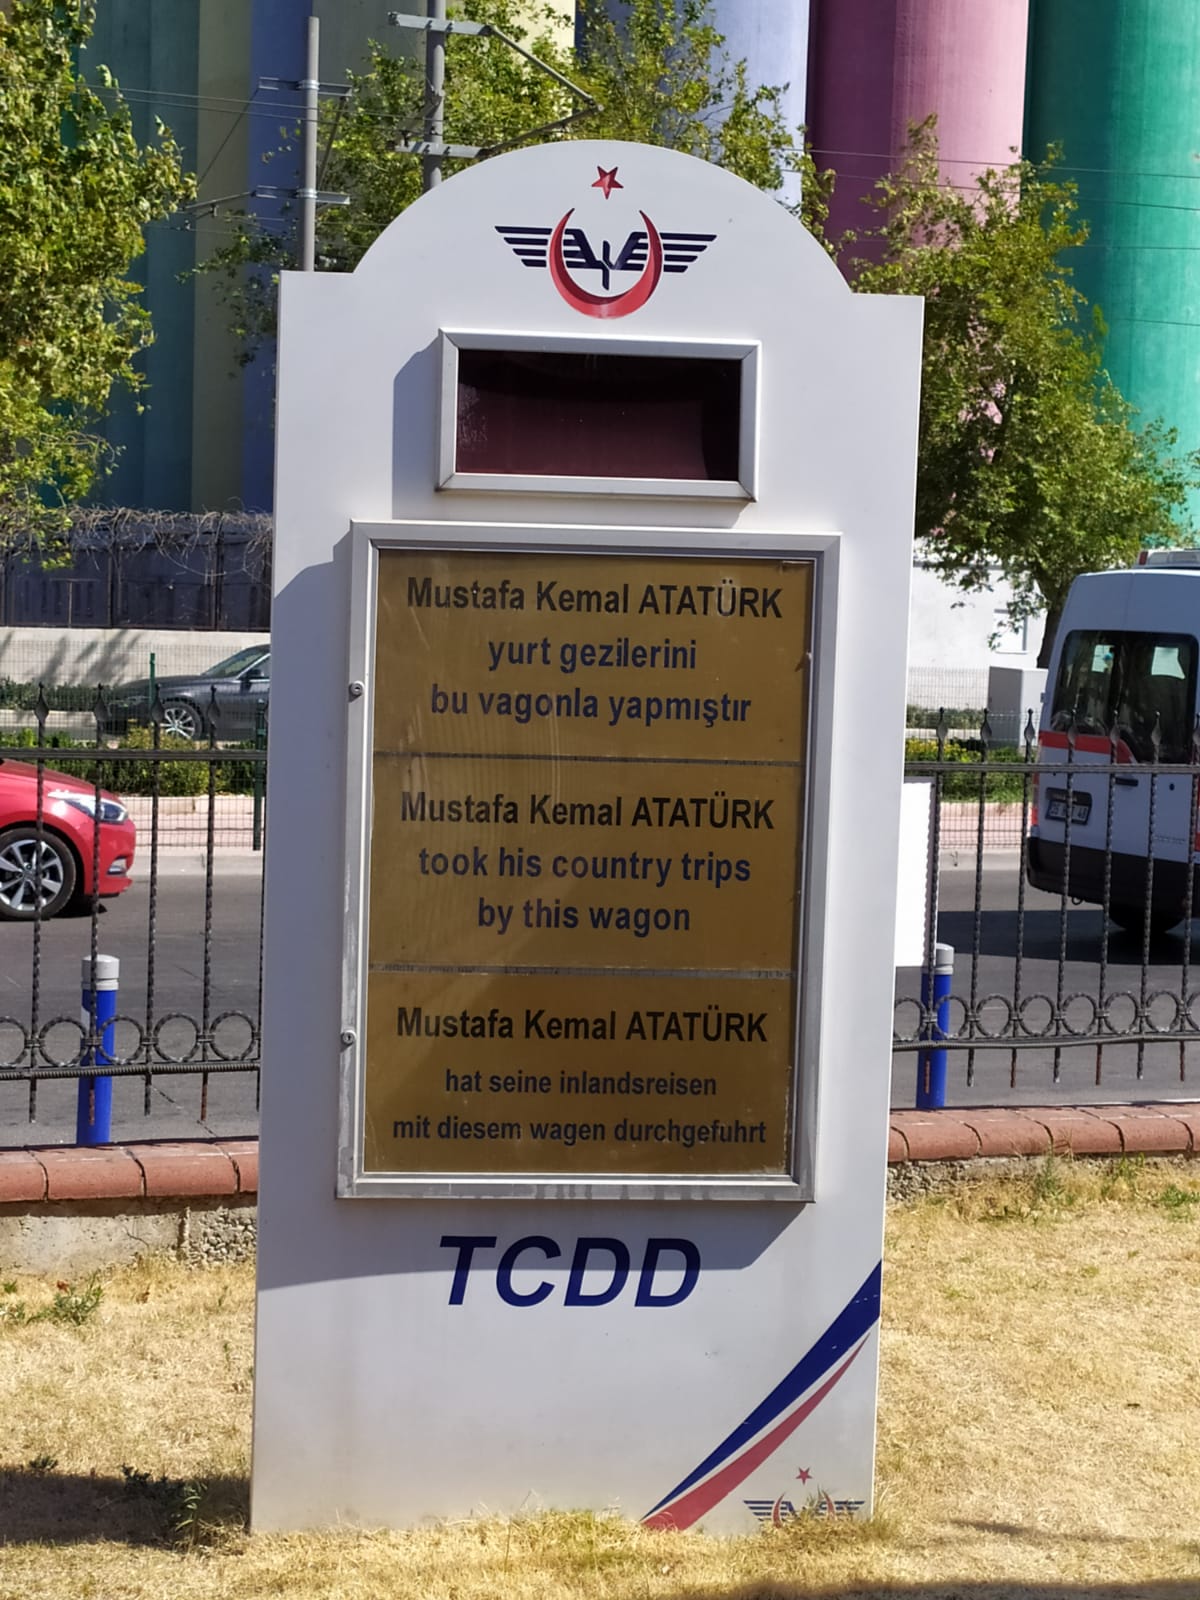 Mustafa Kemal ATATÜRK
yurt gezilerini
bu vagonla yapmıştır
Mustafa Kemal ATATÜRK
took his country trips
by this wagon
Mustafa Kemal ATATÜRK
hat seine inlandsreisen
mit diesem wagen durchgefuhrt
TCDD